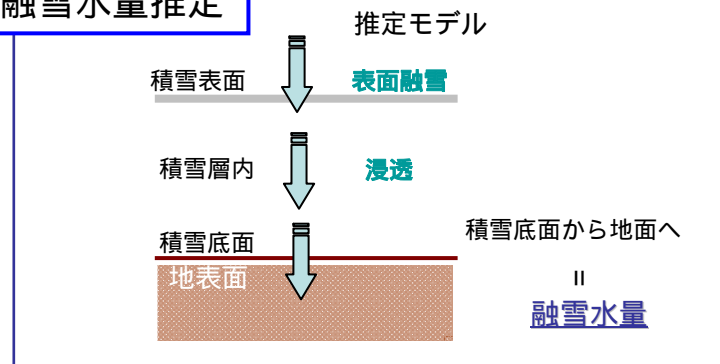 融雪水量推定
推定モデル
積雪表面 表面融雪
積雪層内 浸透
積雪底面 積雪底面から地面へ
地表面 =
融雪水量